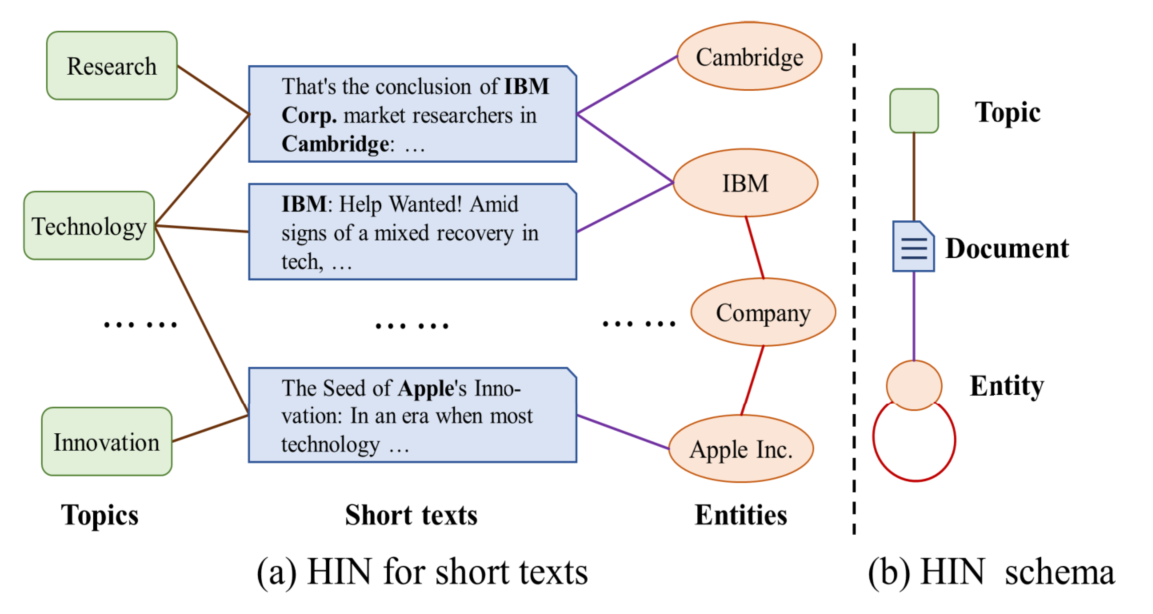 Research
Technology
… …
Innovation
Topics
That's the conclusion of IBM
Corp. market researchers in
Cambridge: …
IBM: Help Wanted! Amid
signs of a mixed recovery in
tech, …
… …
The Seed of Apple's Inno-
vation: In an era when most
technology …
Short texts
Cambridge
IBM
Company
… …
Apple Inc.
Entities
(a) HIN for short texts
Topic
Document
Entity
(b) HIN schema